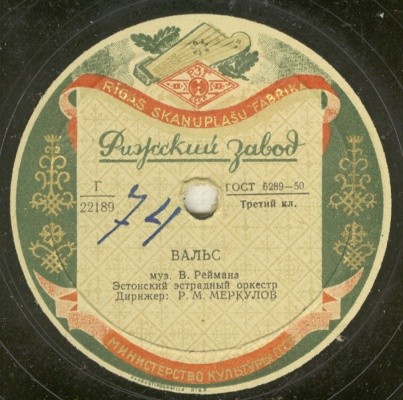 RĪGAS SKAŅUPLAŠU FABRIKA
Рижский завод
Г
22189
ГОСТ 6289—50
Третий кл.
74
ВАЛЬС
муз. В. Реймана
Эстонский эстрадный оркестр
Дирижер: Р. М. МЕРКУЛОВ
МИНИСТЕРСТВО КУЛЬТУРЫ